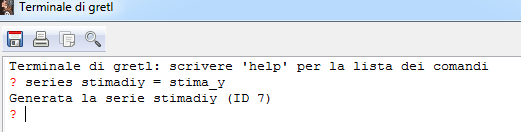 Terminale di gretl
Terminale di gretl: scrivere 'help' per la lista dei comandi
? series stimadiy = stima_y
Generata la serie stimadiy (ID 7)
?